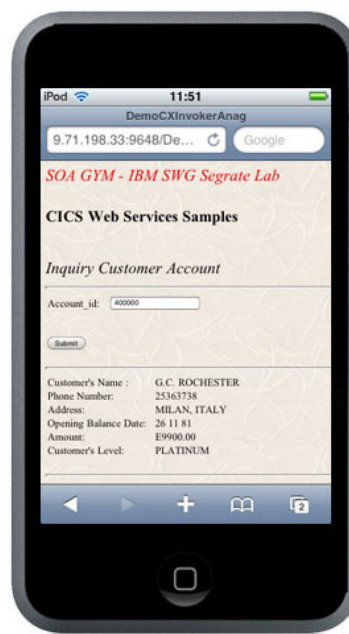 iPod 11:51
DemoCXInvokerAnag
9.71.198.33:9648/De... Google
SOA GYM - IBM SWG Segrate Lab
CICS Web Services Samples
Inquiry Customer Account
Account_id: 400000
Submit
Customer's Name : G.C. ROCHESTER
Phone Number: 25363738
Address: MILAN, ITALY
Opening Balance Date: 26 11 81
Amount: E9900.00
Customer's Level: PLATINUM
2